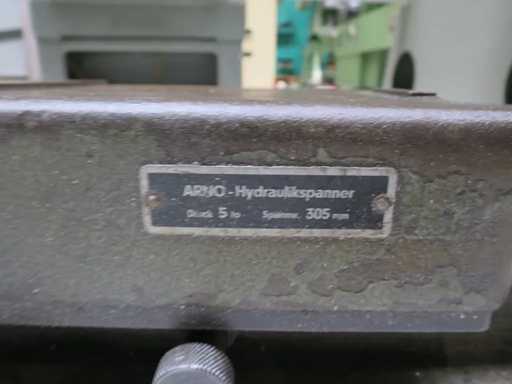 ARNO - Hydraulikspanner
Druck 5 to Spannw. 305 mm